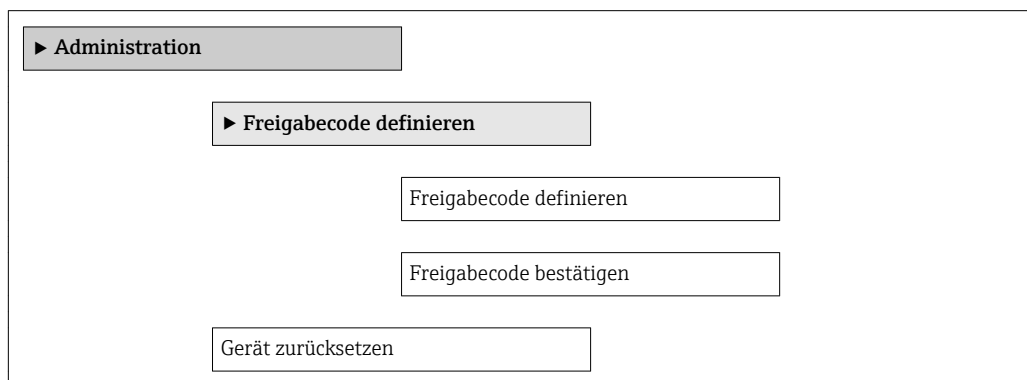 ▶ Administration
▶ Freigabecode definieren
Freigabecode definieren
Freigabecode bestätigen
Gerät zurücksetzen